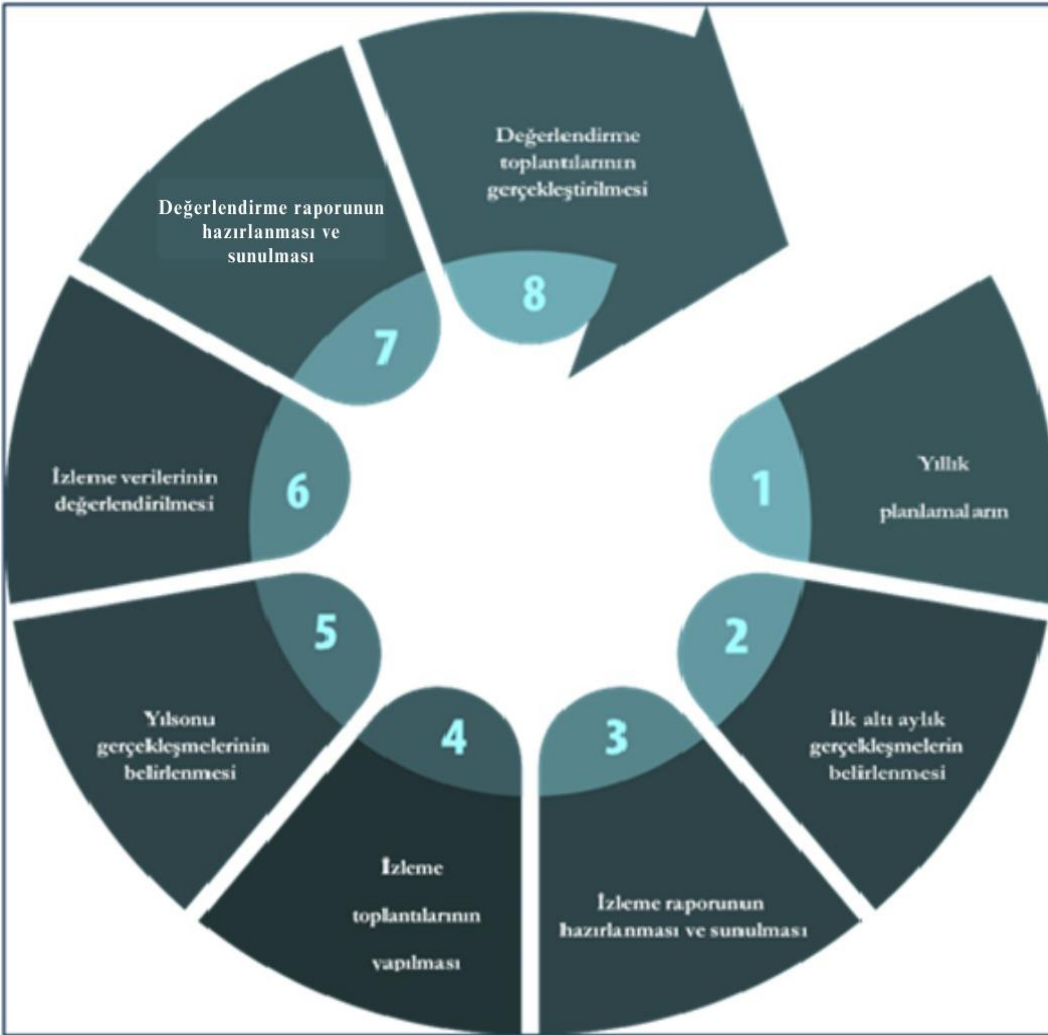 1
Yıllık
planlamaların
2
İlk altı aylık
gerçekleşmelerin
belirlenmesi
3
İzleme raporunun
hazırlanması ve sunulması
4
İzleme
toplantılarının
yapılması
5
Yılsonu
gerçekleşmelerinin
belirlenmesi
6
İzleme verilerinin
değerlendirilmesi
7
Değerlendirme raporunun
hazırlanması ve
sunulması
8
Değerlendirme
toplantılarının
gerçekleştirilmesi